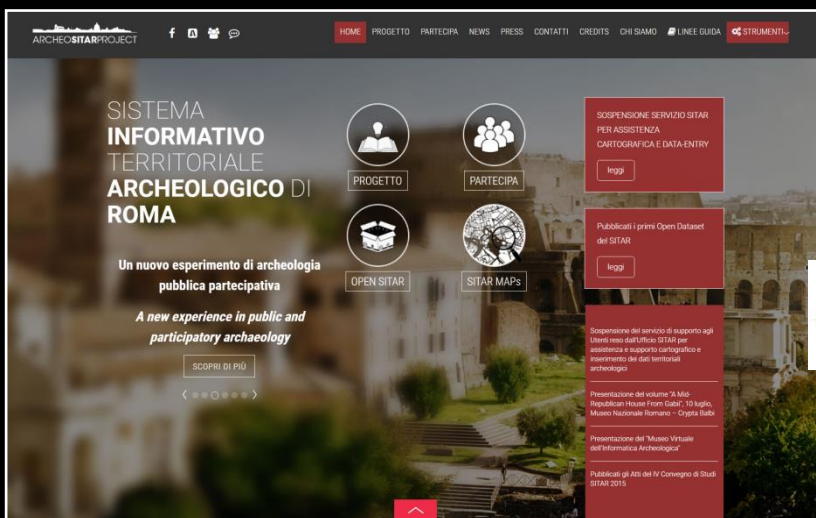 ARCHEOSITARPROJECT
HOME PROGETTO PARTECIPA NEWS PRESS CONTATTI CREDITS CHI SIAMO LINEE GUIDA STRUMENTI
SISTEMA
INFORMATIVO
TERRITORIALE
ARCHEOLOGICO DI
ROMA
Un nuovo esperimento di archeologia
pubblica partecipativa
A new experience in public and
participatory archaeology
SCOPRI DI PIÙ
PROGETTO
PARTECIPA
OPEN SITAR
SITAR MAPs
SOSPENSIONE SERVIZIO SITAR
PER ASSISTENZA
CARTOGRAFICA E DATA-ENTRY
leggi
Pubblicati i primi Open Dataset
del SITAR
leggi
Sospensione del servizio di supporto agli
Utenti reso dall'Ufficio SITAR per
assistenza e supporto cartografico e
inserimento dei dati territoriali
archeologici
Presentazione del volume "A Mid-
Republican House From Gabii", 10 luglio,
Museo Nazionale Romano – Crypta Balbi
Presentazione del "Museo Virtuale
dell'Informatica Archeologica"
Pubblicati gli Atti del IV Convegno di Studi
SITAR 2015